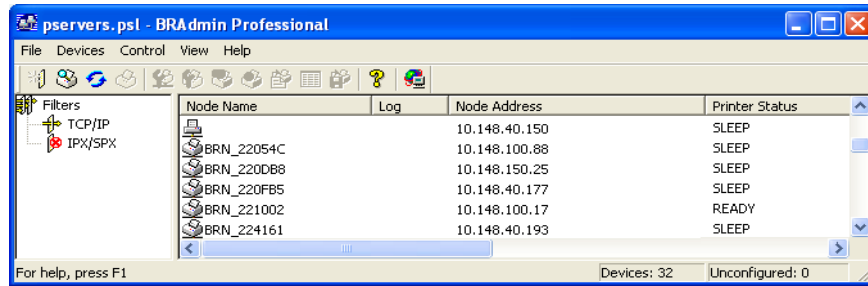 pservers.psl - BRAdmin Professional
File Devices Control View Help
Filters
TCP/IP
IPX/SPX
Node Name Log Node Address Printer Status
10.148.40.150 SLEEP
BRN_22054C 10.148.100.88 SLEEP
BRN_220DB8 10.148.150.25 SLEEP
BRN_220FB5 10.148.40.177 SLEEP
BRN_221002 10.148.100.17 READY
BRN_224161 10.148.40.193 SLEEP
For help, press F1 Devices: 32 Unconfigured: 0